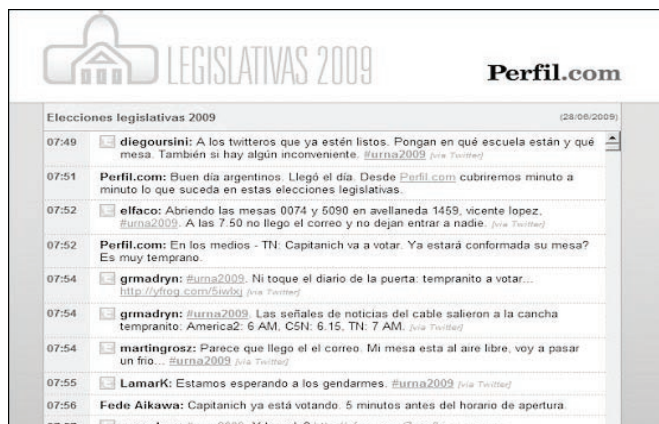 LEGISLATIVAS 2009
Perfil.com
Elecciones legislativas 2009 (28/06/2009)
07:49 diegoursini: A los twitteros que ya estén listos. Pongan en qué escuela están y qué
mesa. También si hay algún inconveniente. #urna2009 [via Twitter]
07:51 Perfil.com: Buen día argentinos. Llegó el día. Desde Perfil.com cubriremos minuto a
minuto lo que suceda en estas elecciones legislativas.
07:52 elfaco: Abriendo las mesas 0074 y 5090 en avellaneda 1459, vicente lopez,
#urna2009. A las 7.50 no llego el correo y no dejan entrar a nadie. [via Twitter]
07:52 Perfil.com: En los medios - TN: Capitanich va a votar. Ya estará conformada su mesa?
Es muy temprano.
07:54 grmadryn: #urna2009. Ni toque el diario de la puerta: tempranito a votar...
http://yfrog.com/5iwlxj [via Twitter]
07:54 grmadryn: #urna2009. Las señales de noticias del cable salieron a la cancha
tempranito: America2: 6 AM, C5N: 6.15, TN: 7 AM. [via Twitter]
07:54 martingrosz: Parece que llego el el correo. Mi mesa esta al aire libre, voy a pasar
un frio... #urna2009 [via Twitter]
07:55 LamarK: Estamos esperando a los gendarmes. #urna2009 [via Twitter]
07:56 Fede Aikawa: Capitanich ya está votando. 5 minutos antes del horario de apertura.